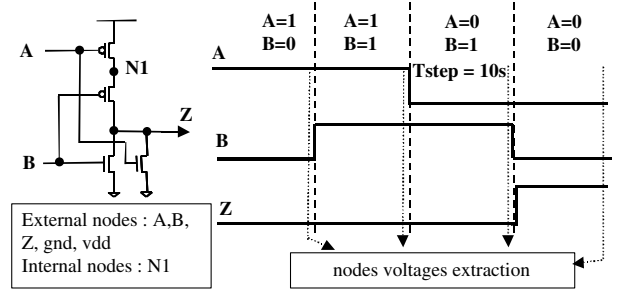 A=1
B=0
A=1
B=1
A=0
B=1
A=0
B=0
A
N1
Z
B
A
Tstep = 10s
B
Z
External nodes : A,B,
Z, gnd, vdd
Internal nodes : N1
nodes voltages extraction